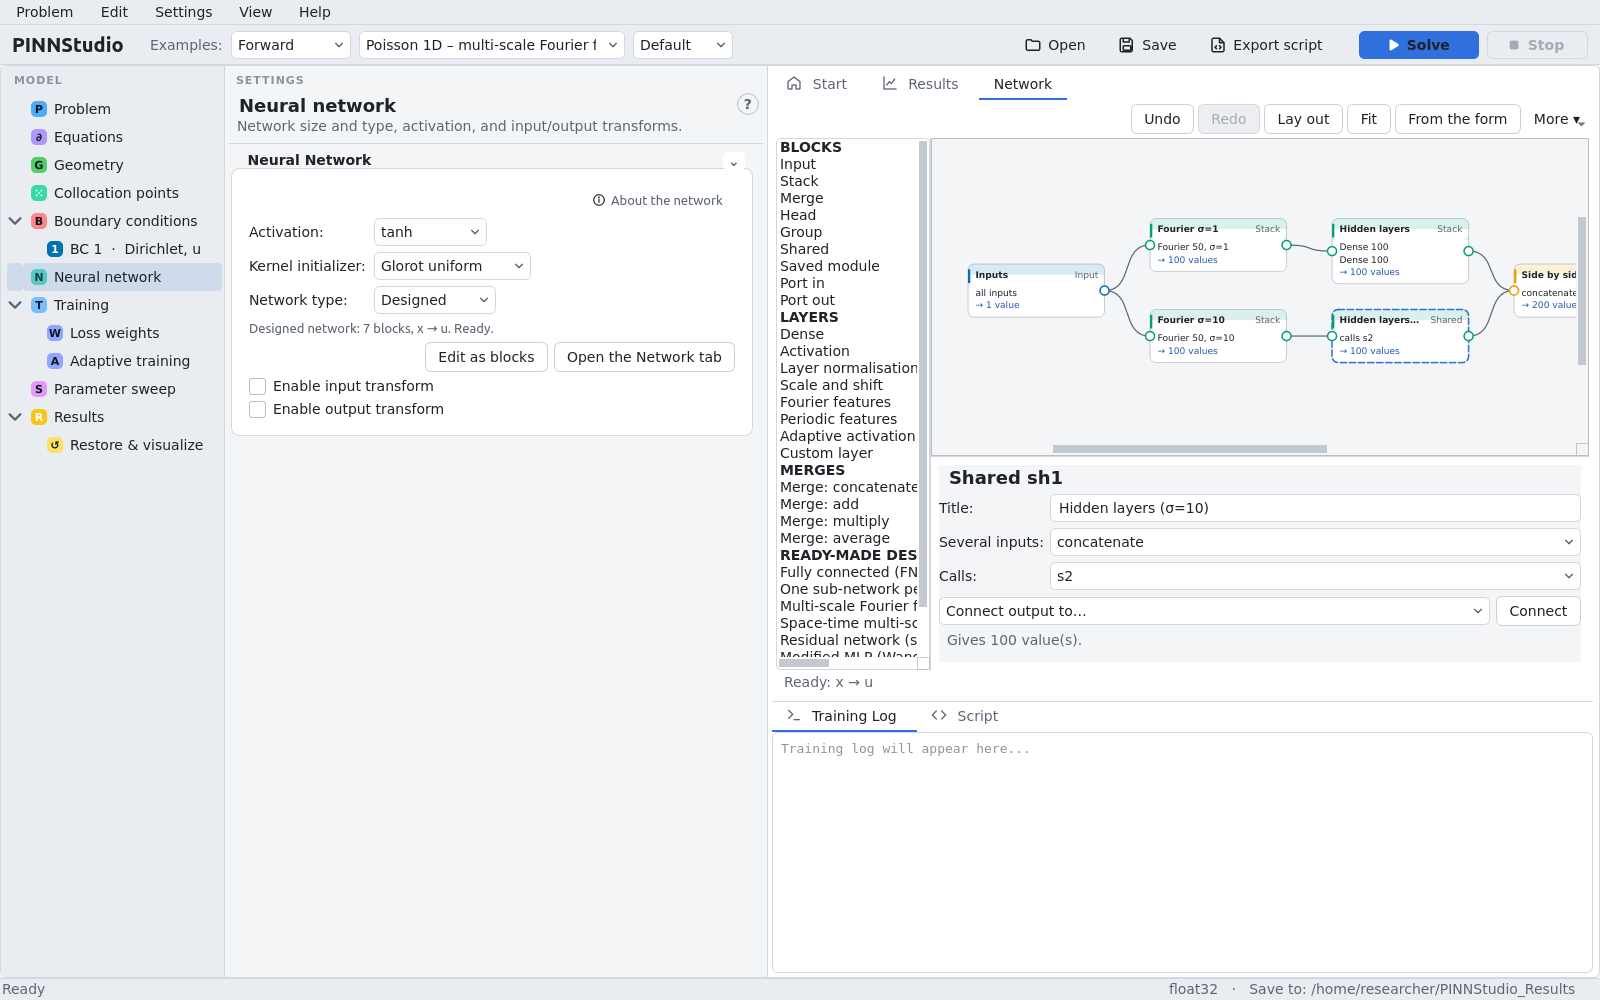 Problem Edit Settings View Help
PINNStudio Examples: Forward Poisson 1D – multi-scale Fourier f Default Open Save Export script Solve Stop
MODEL
Problem
Equations
Geometry
Collocation points
Boundary conditions
BC 1 · Dirichlet, u
Neural network
Training
Loss weights
Adaptive training
Parameter sweep
Results
Restore & visualize
SETTINGS
Neural network
?
Network size and type, activation, and input/output transforms.
Neural Network
About the network
Activation: tanh
Kernel initializer: Glorot uniform
Network type: Designed
Designed network: 7 blocks, x → u. Ready.
Edit as blocks Open the Network tab
Enable input transform
Enable output transform
Start Results Network
Undo Redo Lay out Fit From the form More ▾
BLOCKS
Input
Stack
Merge
Head
Group
Shared
Saved module
Port in
Port out
LAYERS
Dense
Activation
Layer normalisation
Scale and shift
Fourier features
Periodic features
Adaptive activation
Custom layer
MERGES
Merge: concatenate
Merge: add
Merge: multiply
Merge: average
READY-MADE DES
Fully connected (FN
One sub-network pe
Multi-scale Fourier f
Space-time multi-sc
Residual network (s
Modified MLP (Wang
Inputs Input
all inputs
→ 1 value
Fourier σ=1 Stack
Fourier 50, σ=1
→ 100 values
Hidden layers Stack
Dense 100
Dense 100
→ 100 values
Fourier σ=10 Stack
Fourier 50, σ=10
→ 100 values
Hidden layers... Shared
calls s2
→ 100 values
Side by sid
concatenate
→ 200 value
Shared sh1
Title: Hidden layers (σ=10)
Several inputs: concatenate
Calls: s2
Connect output to... Connect
Gives 100 value(s).
Ready: x → u
Training Log Script
Training log will appear here...
Ready
float32 · Save to: /home/researcher/PINNStudio_Results